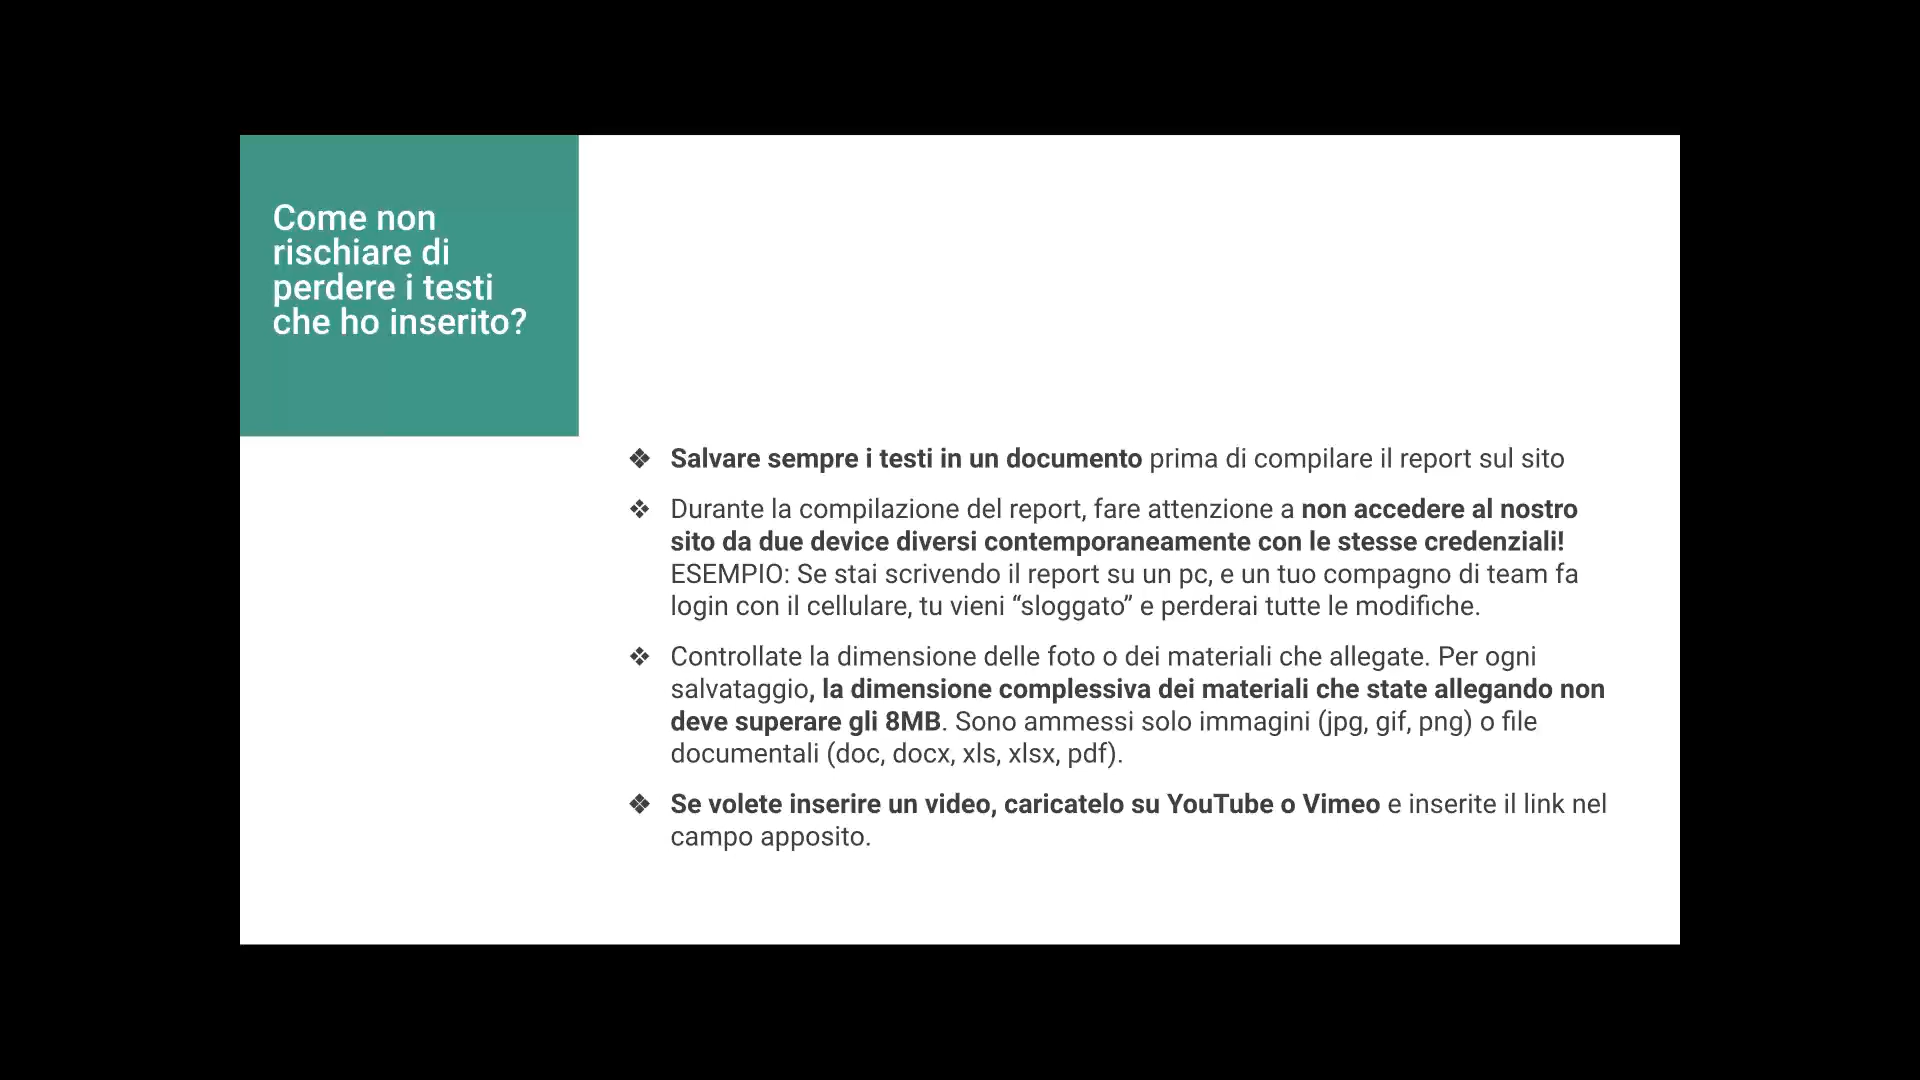 Come non
rischiare di
perdere i testi
che ho inserito?
❖ Salvare sempre i testi in un documento prima di compilare il report sul sito
❖ Durante la compilazione del report, fare attenzione a non accedere al nostro
sito da due device diversi contemporaneamente con le stesse credenziali!
ESEMPIO: Se stai scrivendo il report su un pc, e un tuo compagno di team fa
login con il cellulare, tu vieni “sloggato” e perderai tutte le modifiche.
❖ Controllate la dimensione delle foto o dei materiali che allegate. Per ogni
salvataggio, la dimensione complessiva dei materiali che state allegando non
deve superare gli 8MB. Sono ammessi solo immagini (jpg, gif, png) o file
documentali (doc, docx, xls, xlsx, pdf).
❖ Se volete inserire un video, caricatelo su YouTube o Vimeo e inserite il link nel
campo apposito.